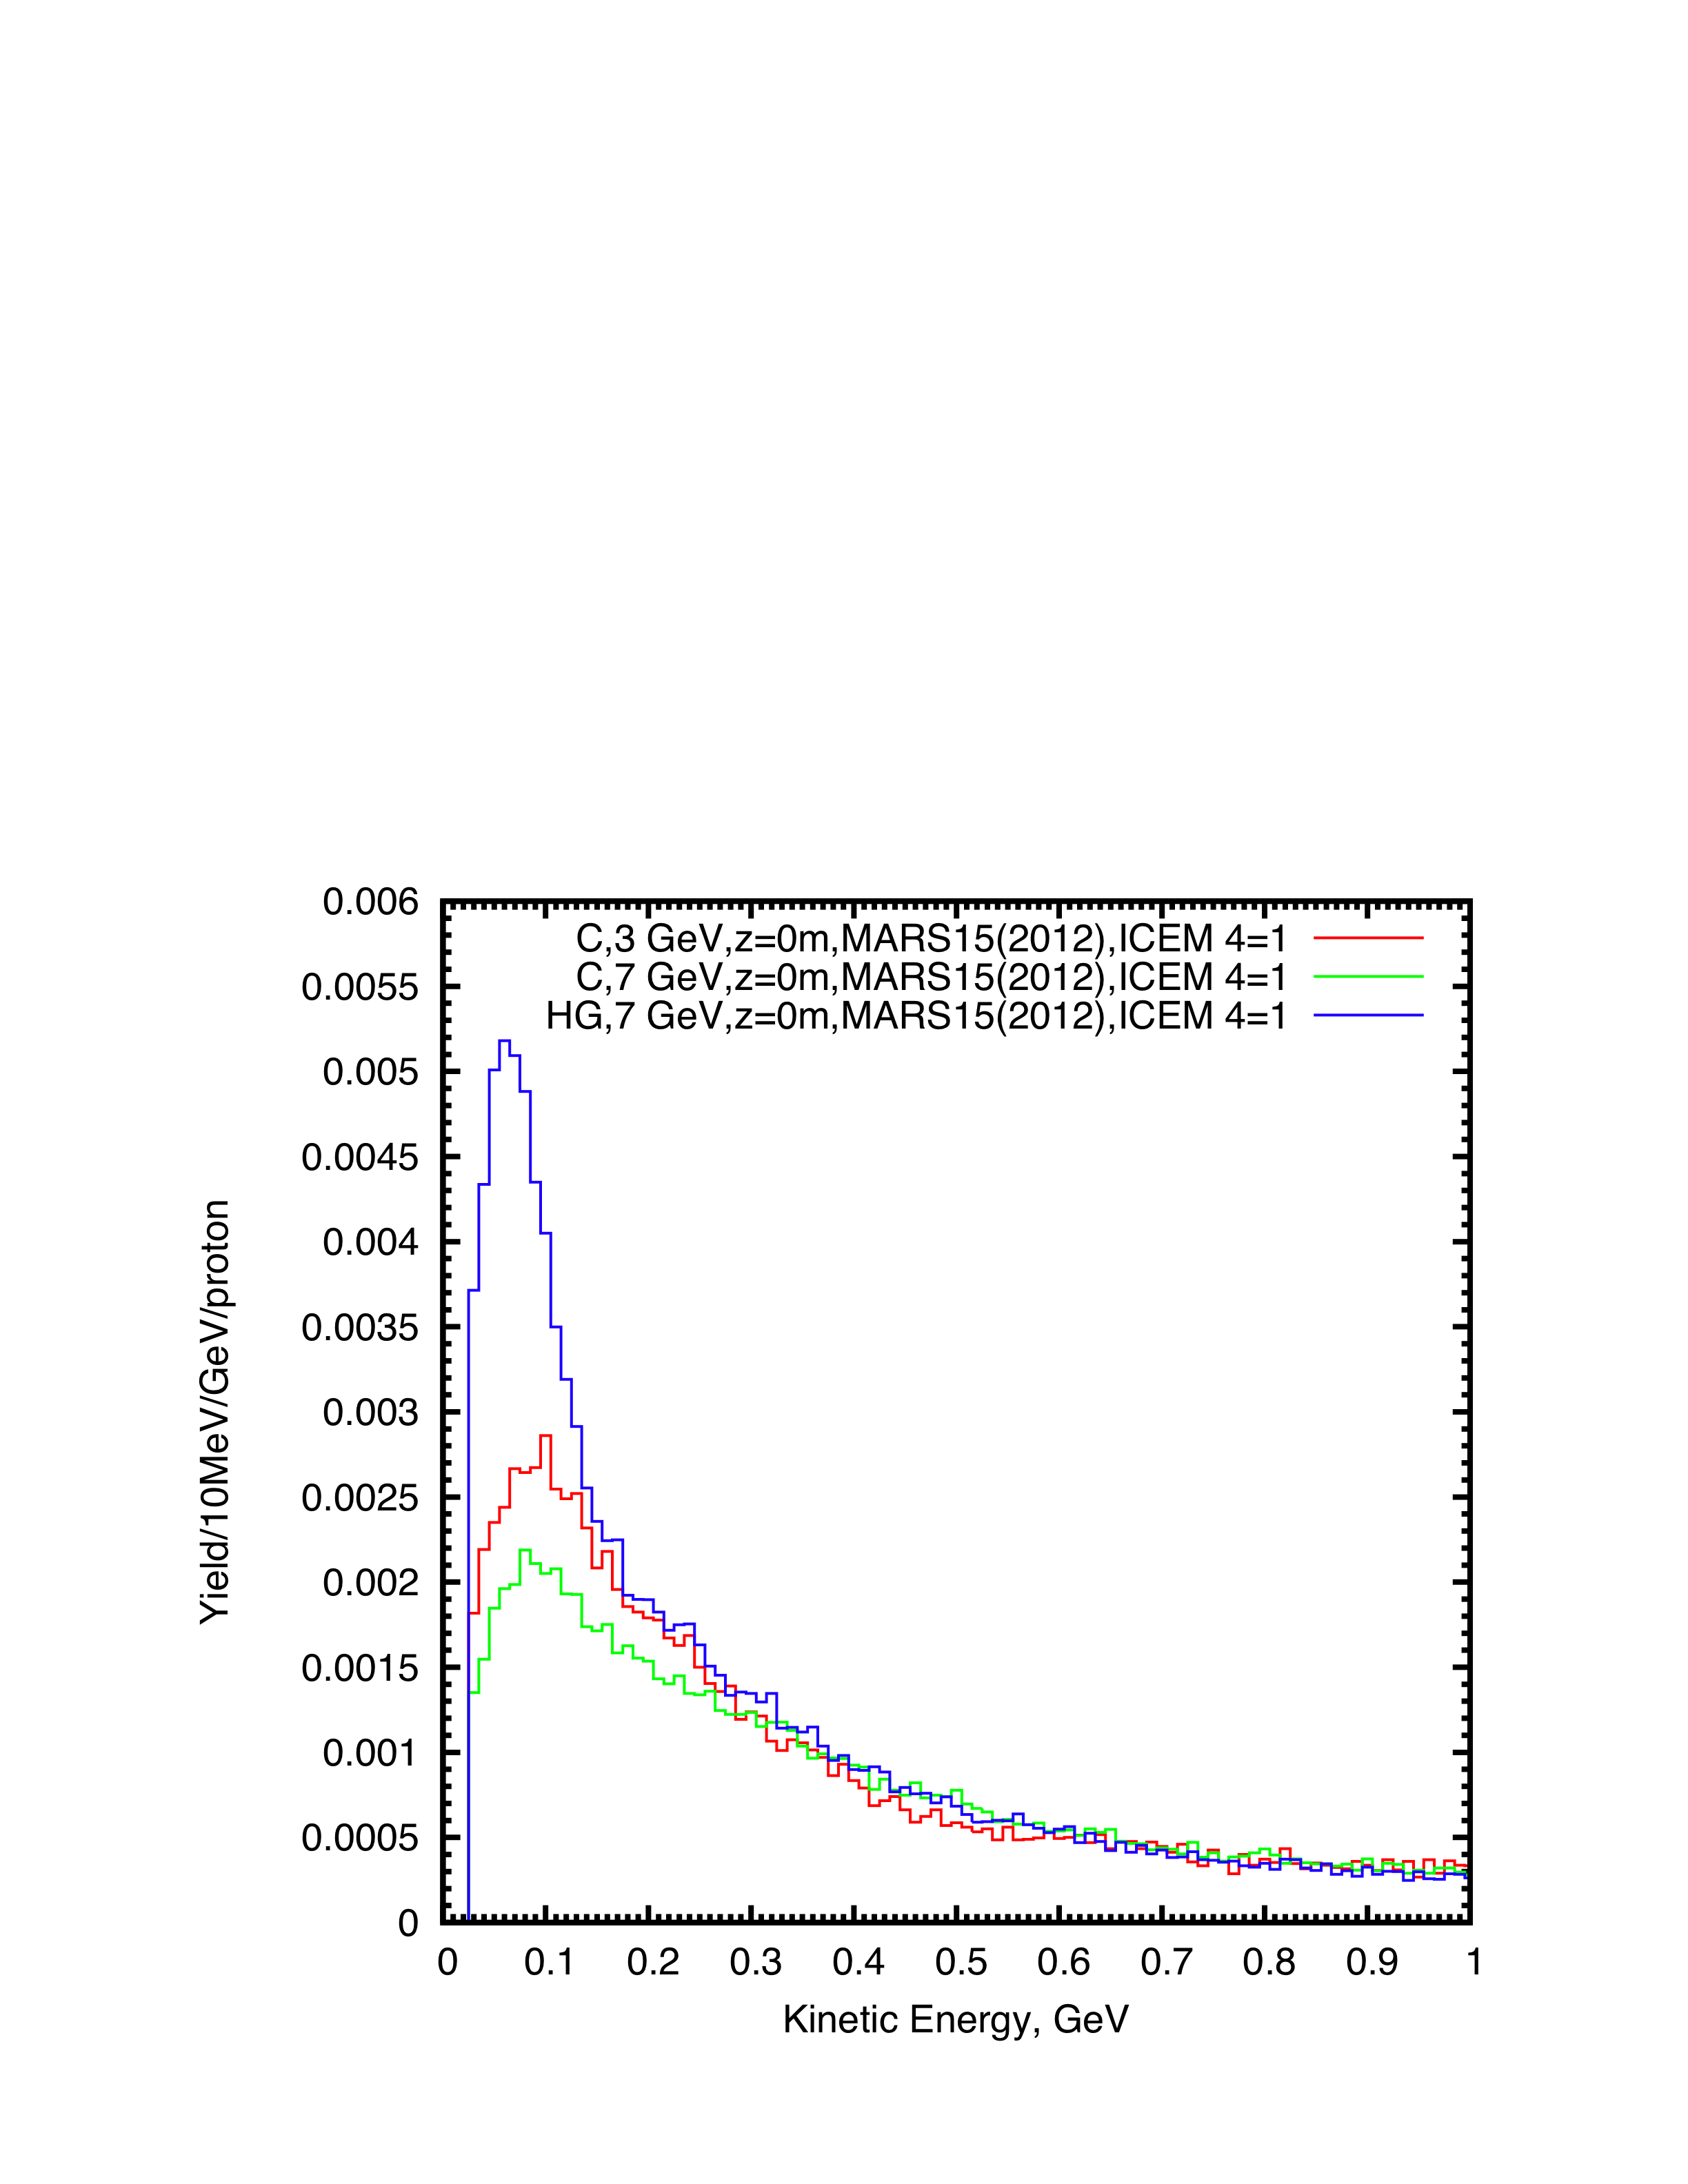 0.006
0.0055
0.005
0.0045
0.004
0.0035
0.003
0.0025
0.002
0.0015
0.001
0.0005
0
Yield/10MeV/GeV/proton
C,3 GeV,z=0m,MARS15(2012),ICEM 4=1
C,7 GeV,z=0m,MARS15(2012),ICEM 4=1
HG,7 GeV,z=0m,MARS15(2012),ICEM 4=1
0 0.1 0.2 0.3 0.4 0.5 0.6 0.7 0.8 0.9 1
Kinetic Energy, GeV